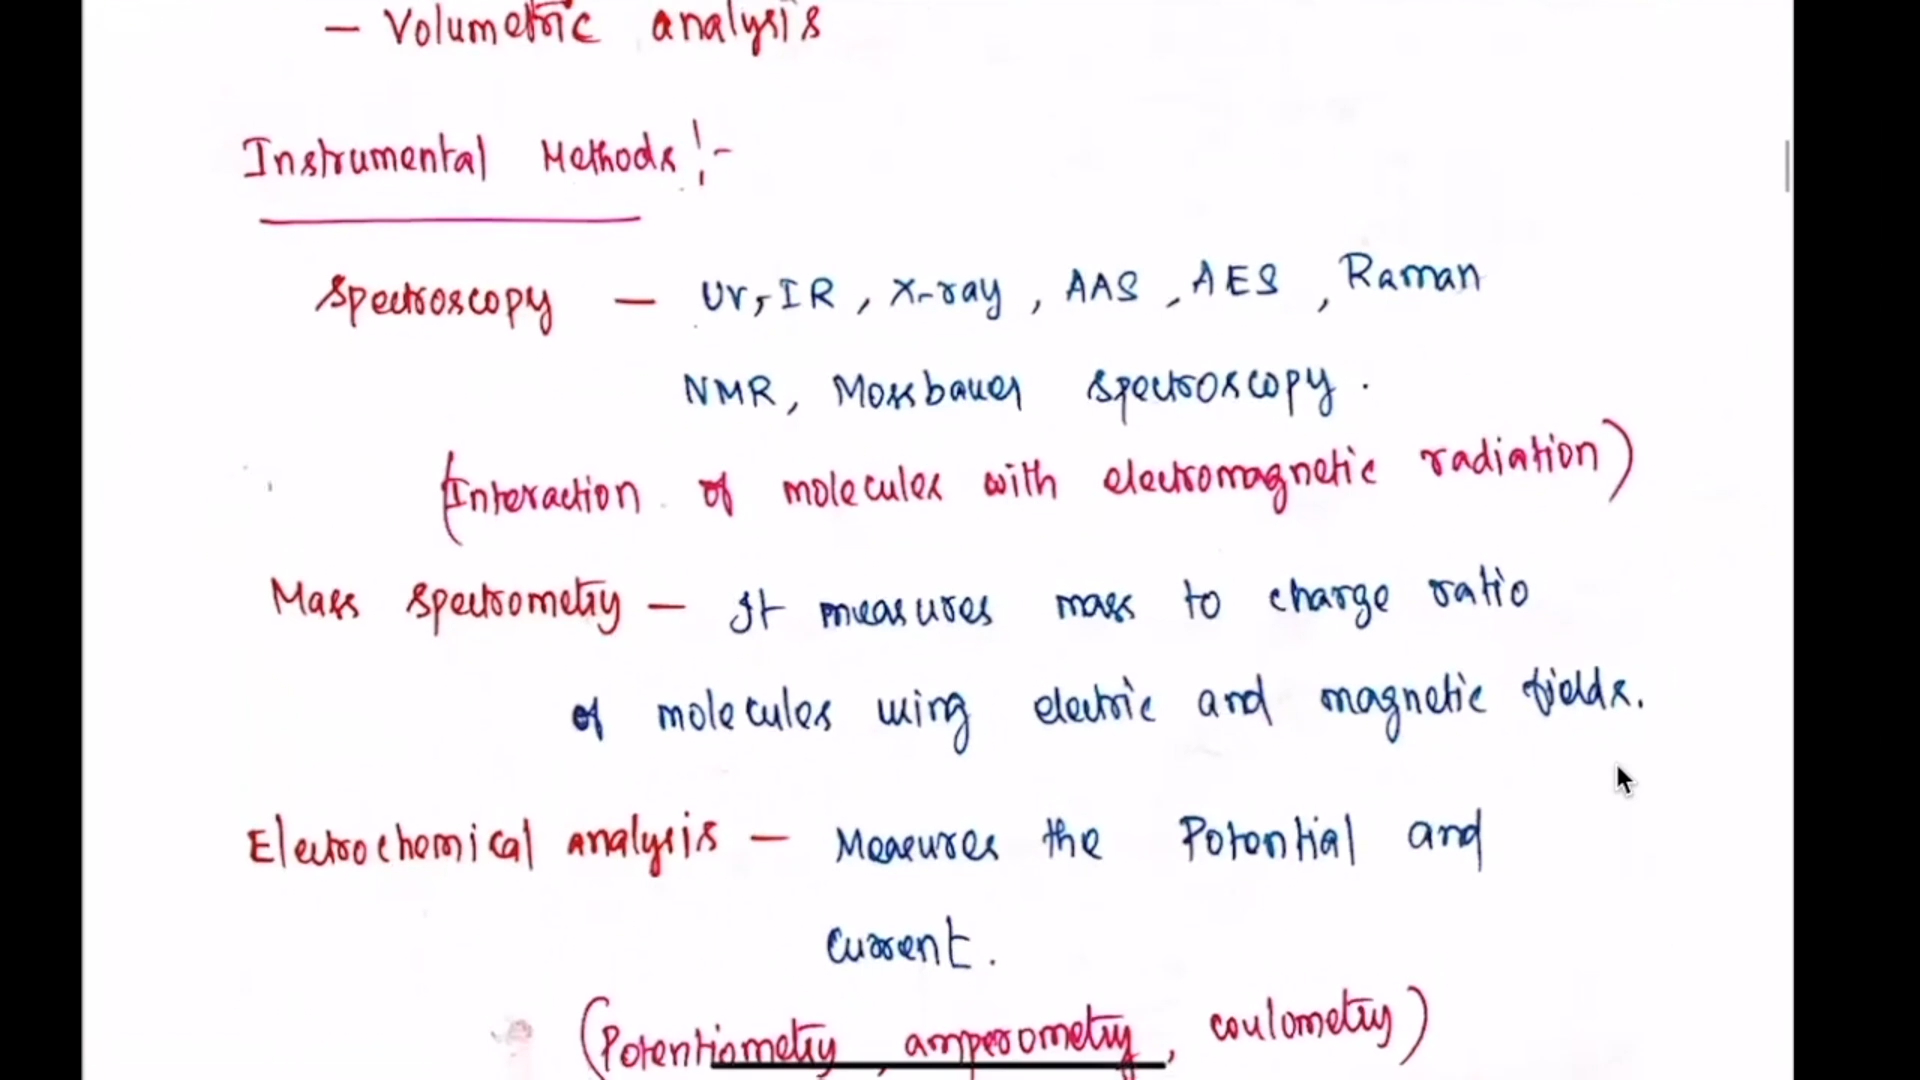 - Volumetric analysis
Instrumental Methods :-
Spectroscopy - UV, IR, X-ray, AAS, AES, Raman
NMR, Mossbauer spectroscopy.
(Interaction of molecules with electromagnetic radiation)
Mass spectrometry - It measures mass to charge ratio
of molecules using electric and magnetic fields.
Electrochemical analysis - Measures the Potential and
current.
(Potentiometry, amperometry, coulometry)